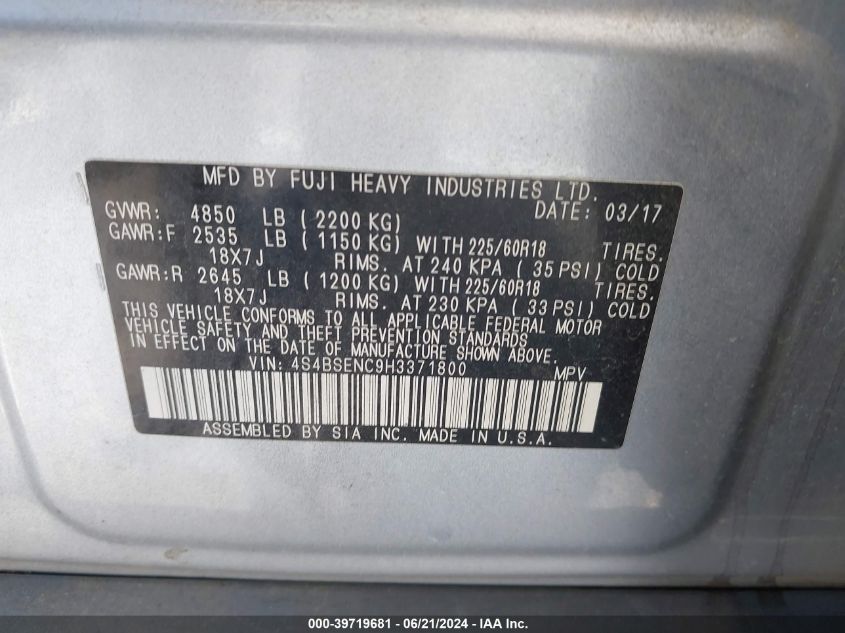 MFD BY FUJI HEAVY INDUSTRIES LTD.
GVWR: 4850 LB ( 2200 KG) DATE: 03/17
GAWR:F 2535 LB ( 1150 KG) WITH 225/60R18 TIRES.
18X7J RIMS. AT 240 KPA ( 35 PSI) COLD
GAWR:R 2645 LB ( 1200 KG) WITH 225/60R18 TIRES.
18X7J RIMS. AT 230 KPA ( 33 PSI) COLD
THIS VEHICLE CONFORMS TO ALL APPLICABLE FEDERAL MOTOR
VEHICLE SAFETY AND THEFT PREVENTION STANDARDS
IN EFFECT ON THE DATE OF MANUFACTURE SHOWN ABOVE.
VIN: 4S4BSENC9H3371800 MPV
ASSEMBLED BY SIA INC. MADE IN U.S.A.
000-39719681 - 06/21/2024 - IAA Inc.